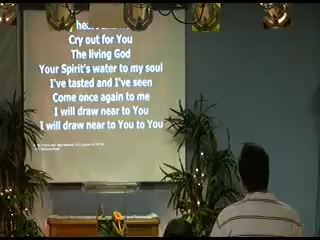 Cry out for You
The living God
Your Spirit's water to my soul
I've tasted and I've seen
Come once again to me
I will draw near to You
I will draw near to You to You